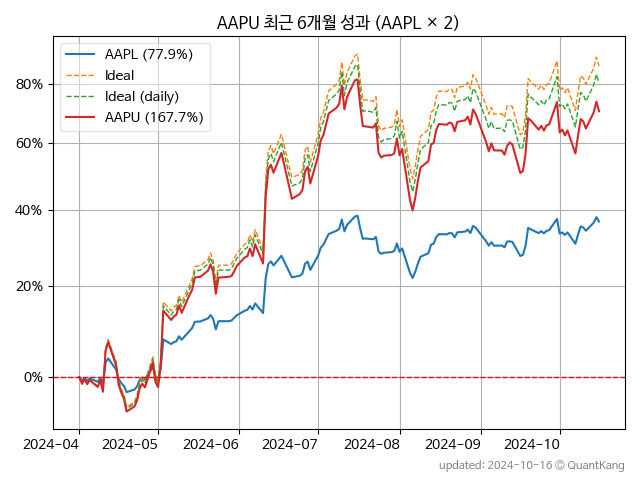 AAPU 최근 6개월 성과 (AAPL × 2)
AAPL (77.9%)
Ideal
Ideal (daily)
AAPU (167.7%)
80%
60%
40%
20%
0%
2024-04 2024-05 2024-06 2024-07 2024-08 2024-09 2024-10
updated: 2024-10-16 © QuantKang